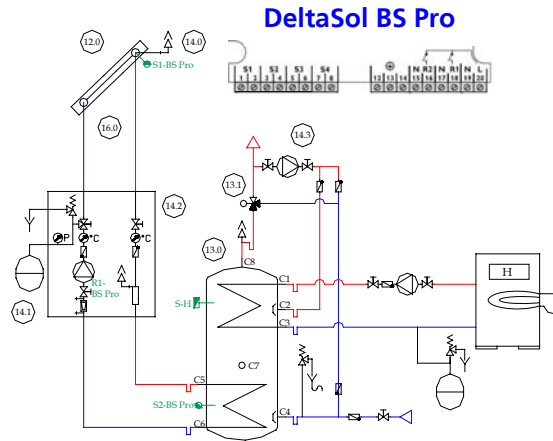 DeltaSol BS Pro
12.0
14.0
S1-BS Pro
S1 S2 S3 S4
1 2 3 4 5 6 7 8
N R2 N R1 N L
12 13 14 15 16 17 18 19 20
16.0
14.3
13.1
14.2
13.0
P
°C
°C
C8
R1-
BS Pro
14.1
S-H
C1
C2
C3
H
C7
C5
S2-BS Pro
C6
C4